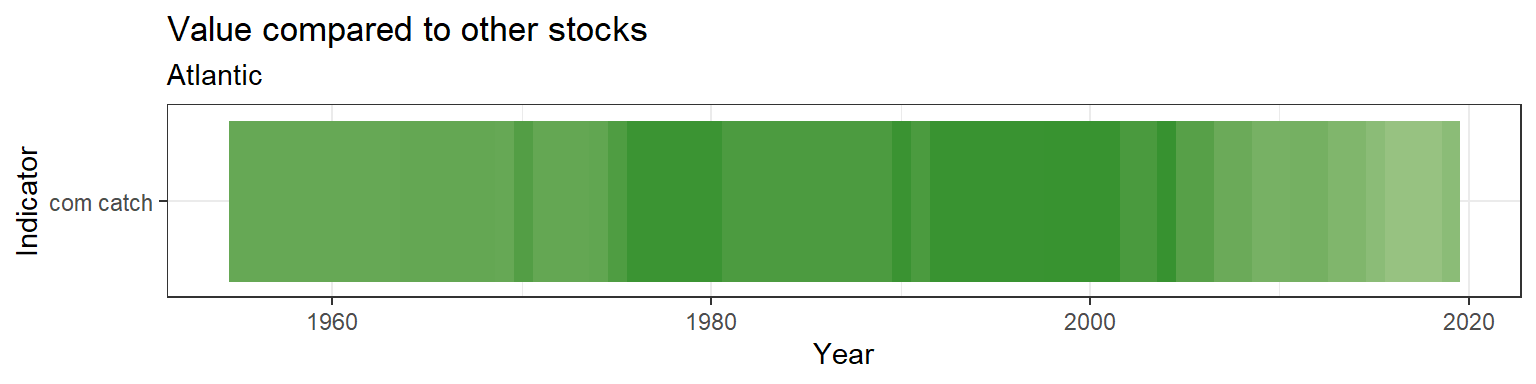 Value compared to other stocks
Atlantic
Indicator
com catch
1960 1980 2000 2020
Year